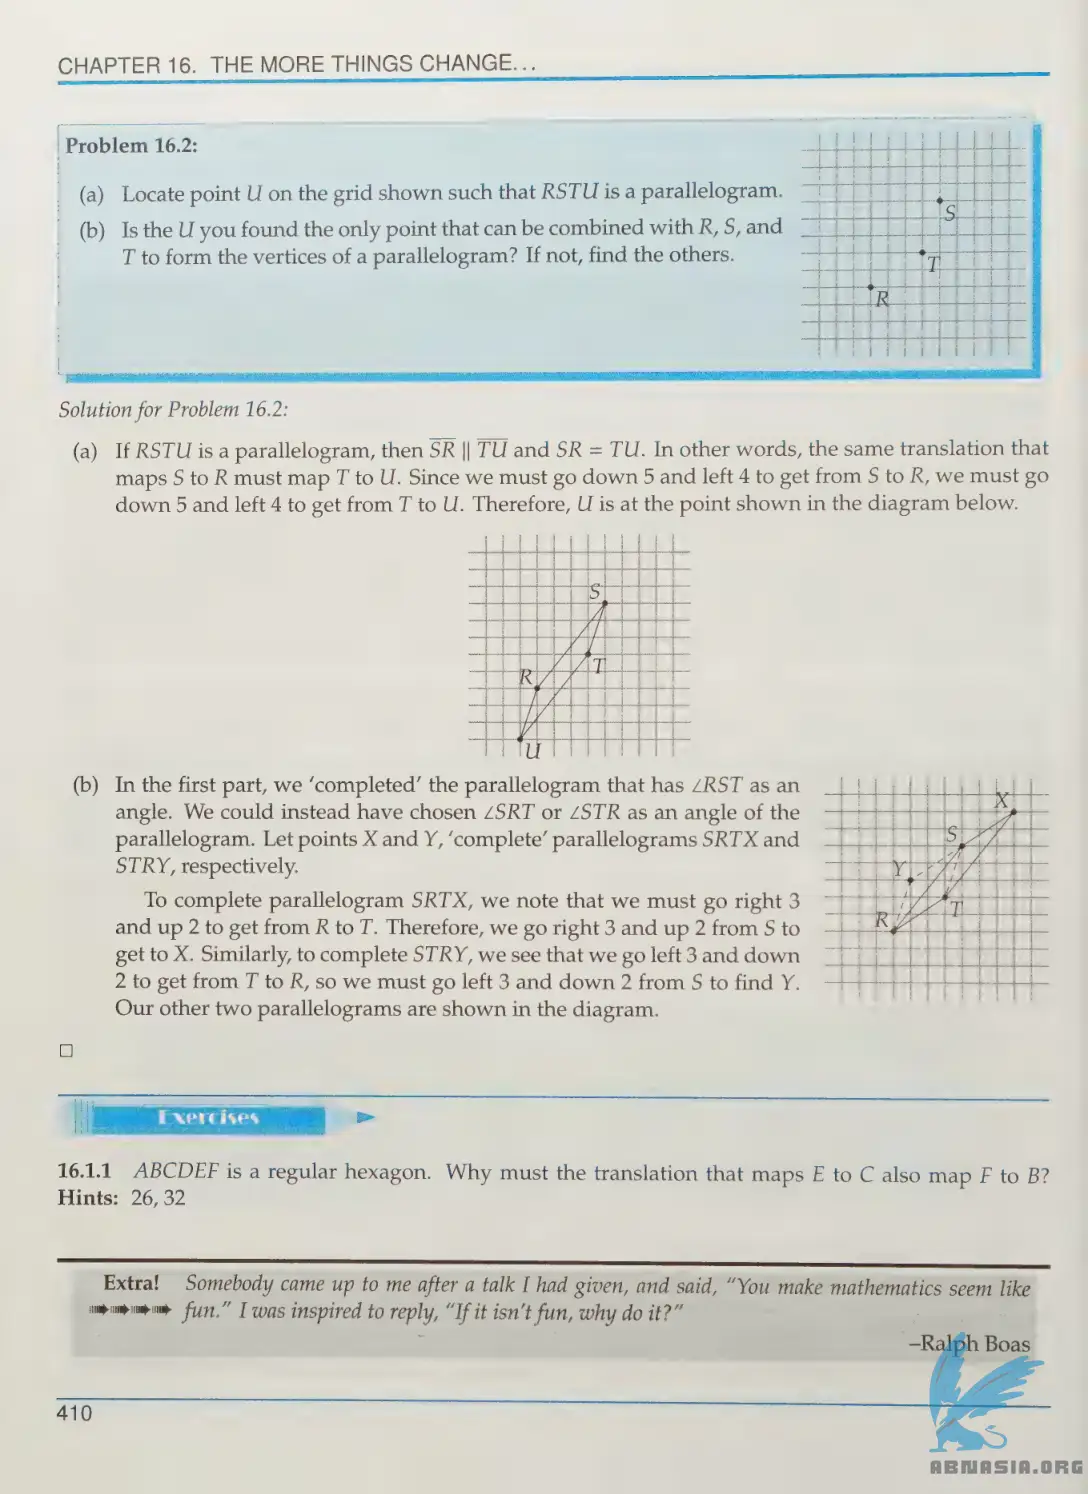 CHAPTER 16. THE MORE THINGS CHANGE...
Problem 16.2:
(a) Locate point U on the grid shown such that RSTU is a parallelogram.
(b) Is the U you found the only point that can be combined with R, S, and
T to form the vertices of a parallelogram? If not, find the others.
S
T
R
Solution for Problem 16.2:
(a) If RSTU is a parallelogram, then S̅R̅ || T̅U̅ and SR = TU. In other words, the same translation that
maps S to R must map T to U. Since we must go down 5 and left 4 to get from S to R, we must go
down 5 and left 4 to get from T to U. Therefore, U is at the point shown in the diagram below.
S
T
R
U
(b) In the first part, we 'completed' the parallelogram that has ∠RST as an
angle. We could instead have chosen ∠SRT or ∠STR as an angle of the
parallelogram. Let points X and Y, 'complete' parallelograms SRTX and
STRY, respectively.
To complete parallelogram SRTX, we note that we must go right 3
and up 2 to get from R to T. Therefore, we go right 3 and up 2 from S to
get to X. Similarly, to complete STRY, we see that we go left 3 and down
2 to get from T to R, so we must go left 3 and down 2 from S to find Y.
Our other two parallelograms are shown in the diagram.
X
S
Y
T
R
□
Exercises
16.1.1 ABCDEF is a regular hexagon. Why must the translation that maps E to C also map F to B?
Hints: 26, 32
Extra! Somebody came up to me after a talk I had given, and said, "You make mathematics seem like
fun." I was inspired to reply, "If it isn't fun, why do it?"
–Ralph Boas
410
ABNASIA.ORG